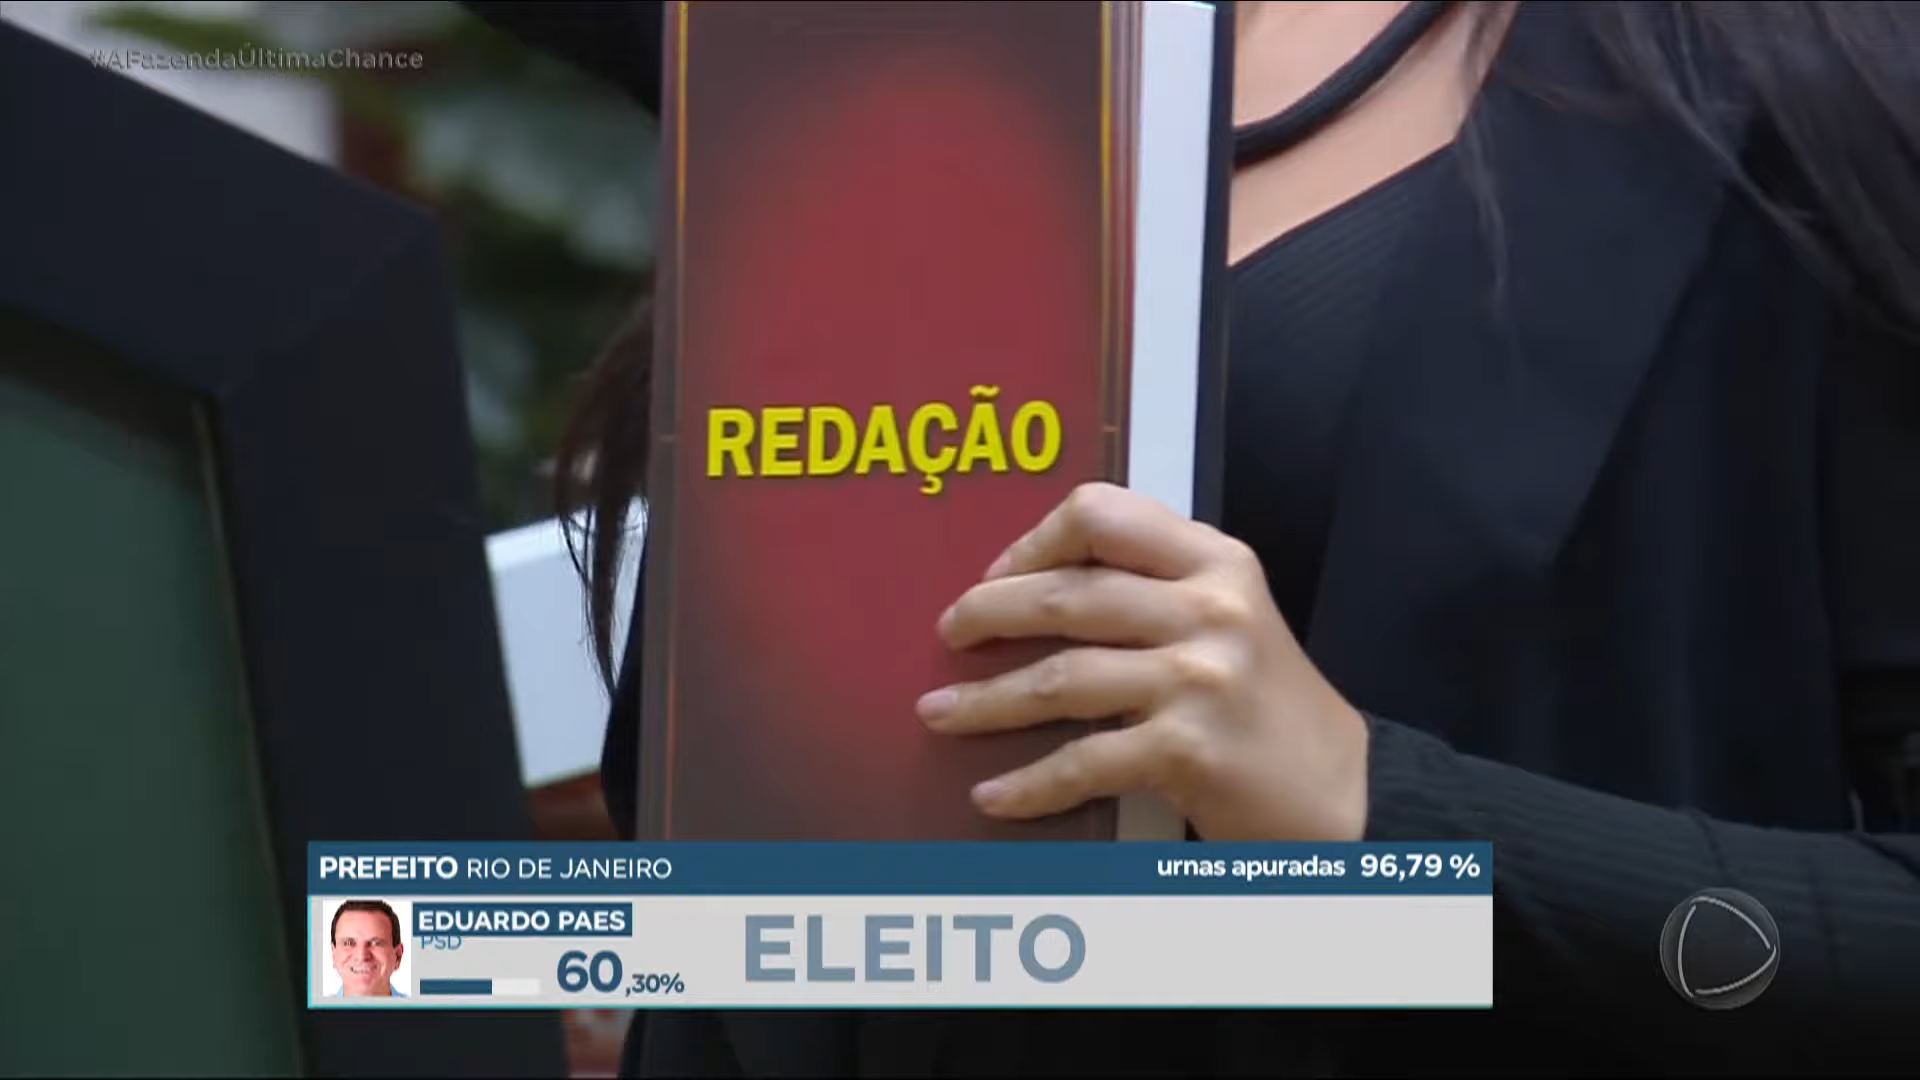 #AFazendaÚltimaChance
REDAÇÃO
PREFEITO RIO DE JANEIRO
urnas apuradas 96,79 %
EDUARDO PAES
PSD
60,30%
ELEITO